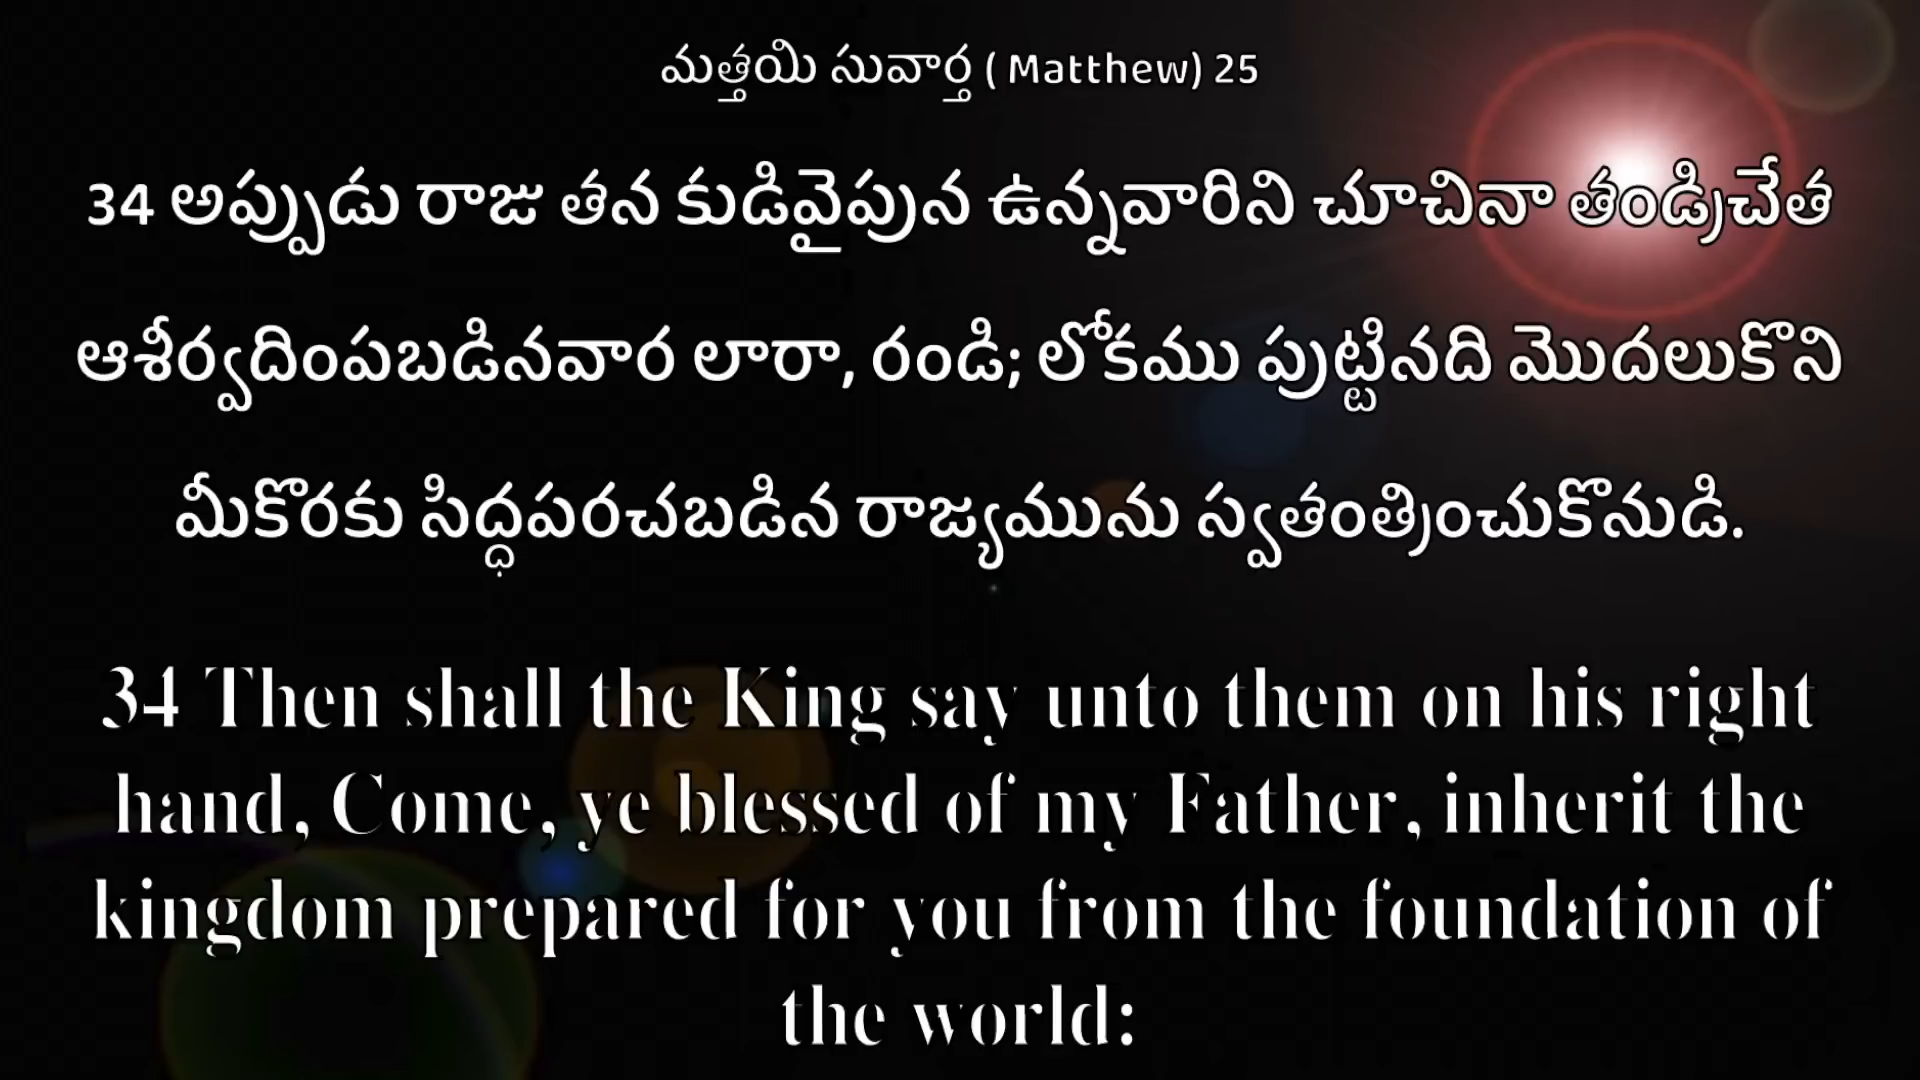 మత్తయి సువార్త ( Matthew) 25
34 అప్పుడు రాజు తన కుడివైపున ఉన్నవారిని చూచినా తండ్రిచేత
ఆశీర్వదింపబడినవార లారా, రండి; లోకము పుట్టినది మొదలుకొని
మీకొరకు సిద్ధపరచబడిన రాజ్యమును స్వతంత్రించుకొనుడి.
34 Then shall the King say unto them on his right
hand, Come, ye blessed of my Father, inherit the
kingdom prepared for you from the foundation of
the world: